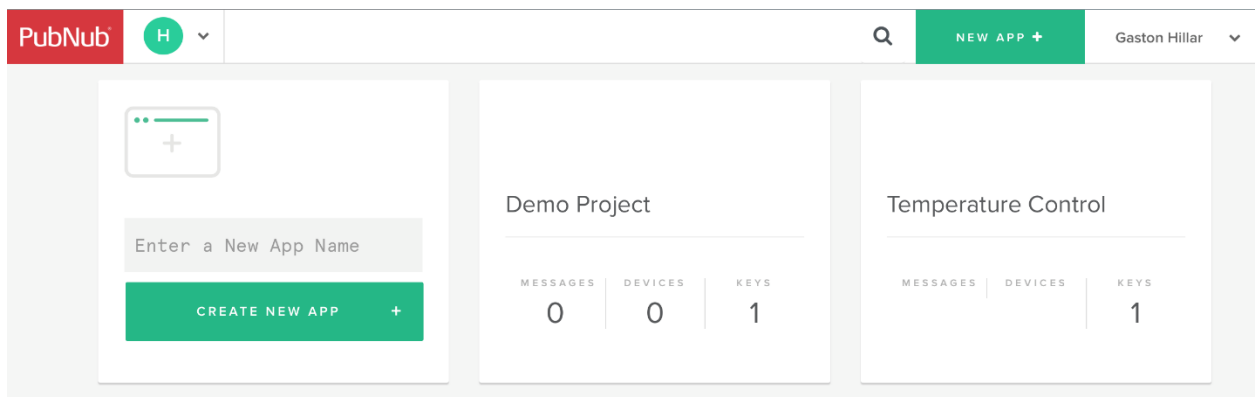 PubNub
H
NEW APP +
Gaston Hillar
Enter a New App Name
CREATE NEW APP +
Demo Project
MESSAGES DEVICES KEYS
0 0 1
Temperature Control
MESSAGES DEVICES KEYS
1